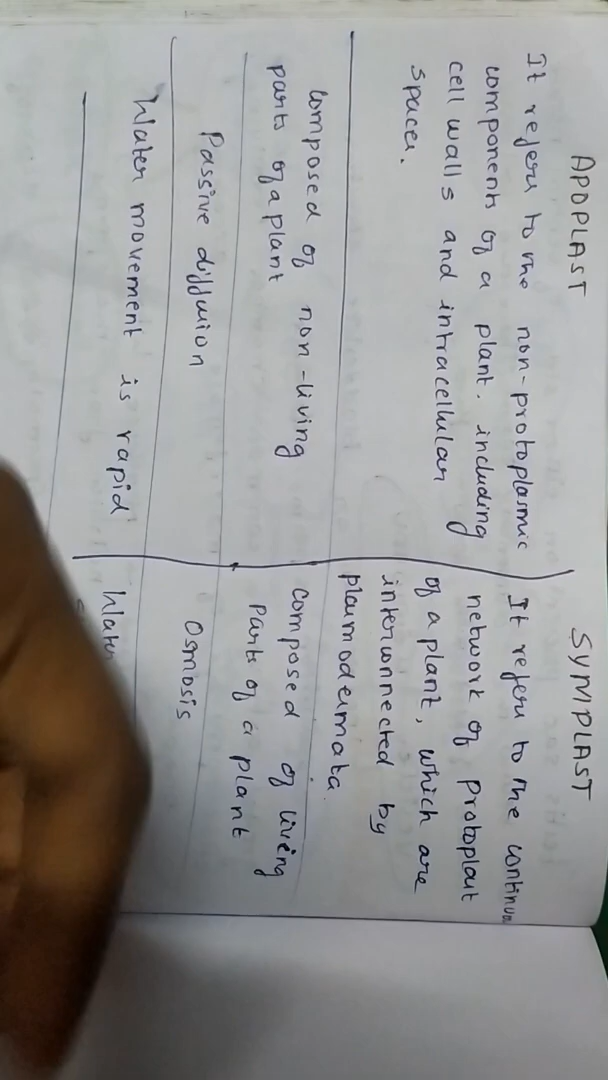 APOPLAST
It refers to the non-protoplasmic
components of a plant. including
cell walls and intracellular
spaces.
composed of non-living
parts of a plant
Passive diffusion
Water movement is rapid
SYMPLAST
It refers to the continuo
network of Protoplast
of a plant, which are
interconnected by
plasmodesmata.
composed of living
parts of a plant
Osmosis
Water